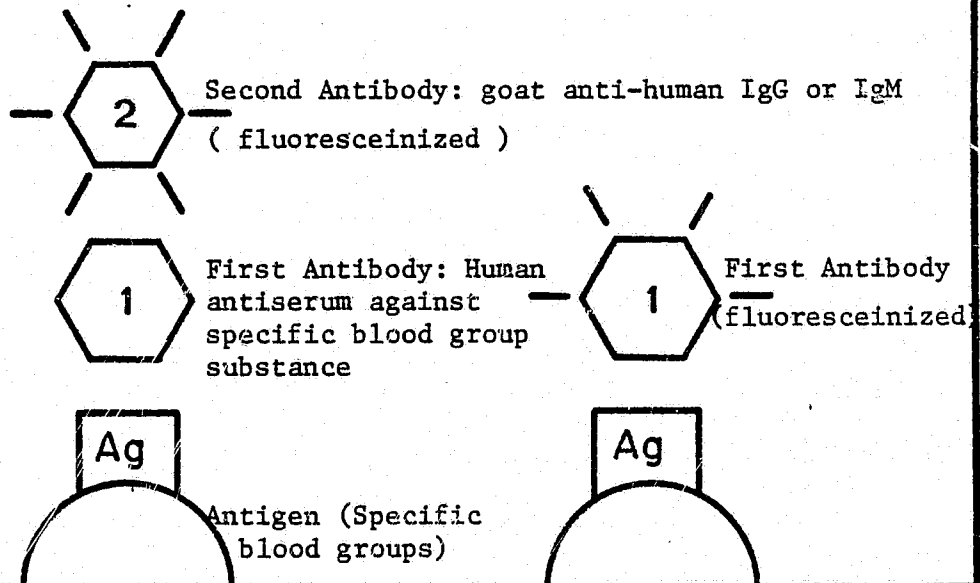 2
Second Antibody: goat anti-human IgG or IgM
( fluoresceinized )
1
First Antibody: Human
antiserum against
specific blood group
substance
1
First Antibody
(fluoresceinized)
Ag
Antigen (Specific
blood groups)
Ag